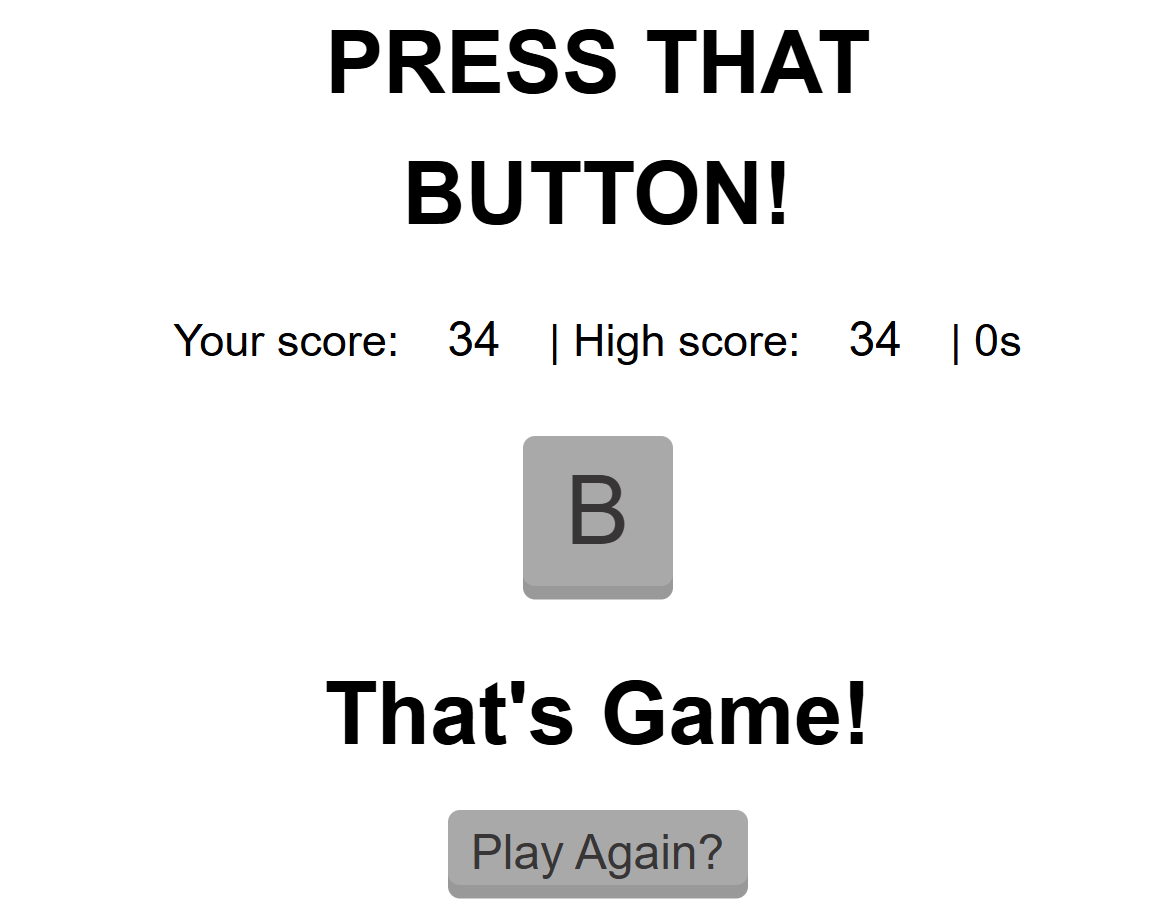 PRESS THAT
BUTTON!
Your score: 34 | High score: 34 | 0s
B
That's Game!
Play Again?